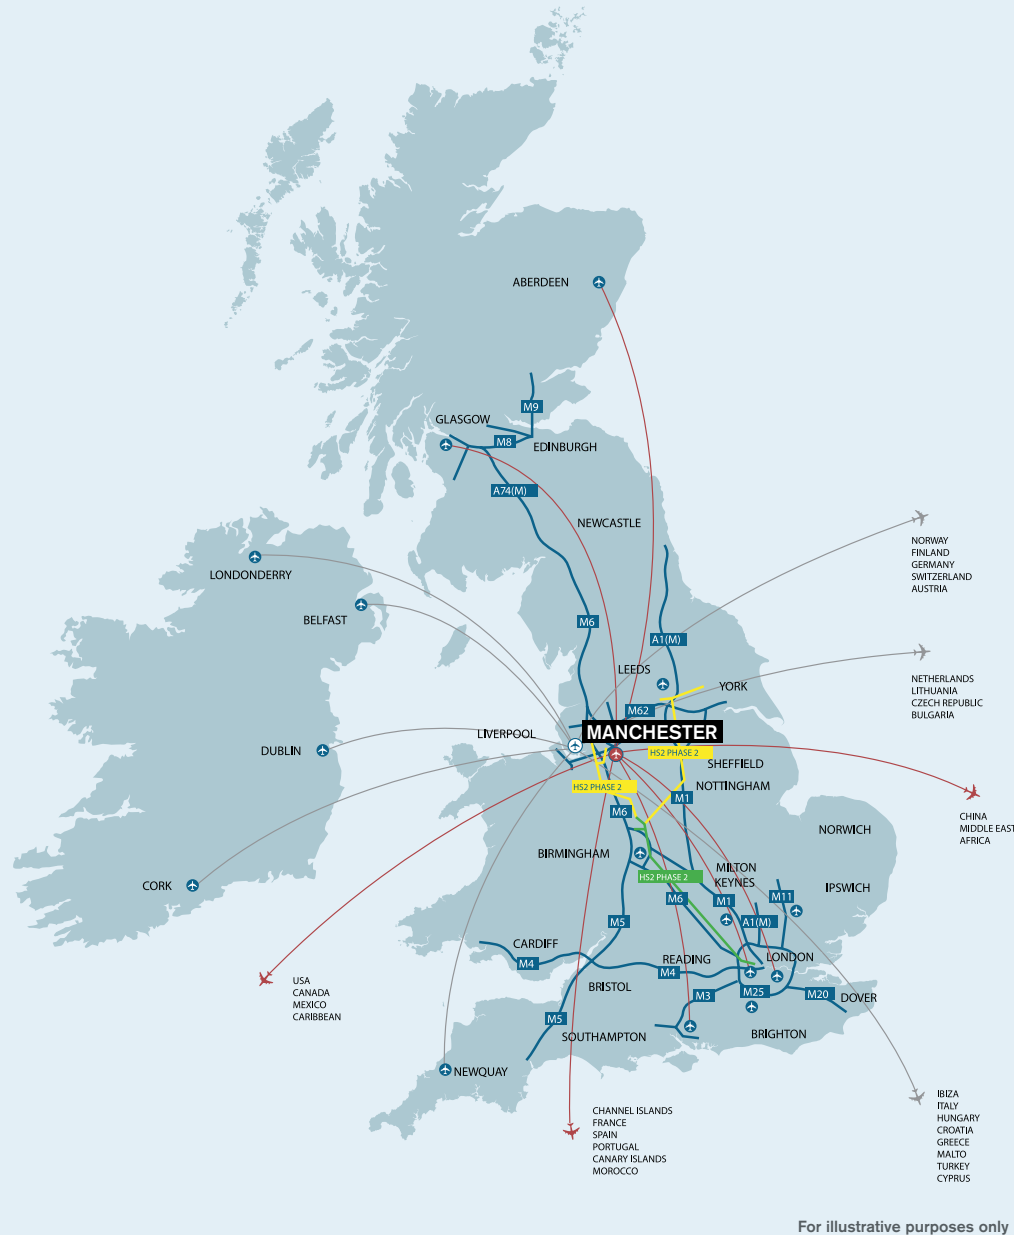 ABERDEEN
M9
GLASGOW
M8
EDINBURGH
A74(M)
NEWCASTLE
NORWAY
FINLAND
GERMANY
SWITZERLAND
AUSTRIA
LONDONDERRY
BELFAST
M6
A1(M)
LEEDS
NETHERLANDS
LITHUANIA
CZECH REPUBLIC
BULGARIA
YORK
M62
LIVERPOOL
MANCHESTER
DUBLIN
HS2 PHASE 2
SHEFFIELD
HS2 PHASE 2
NOTTINGHAM
M1
M6
CHINA
MIDDLE EAST
AFRICA
NORWICH
BIRMINGHAM
MILTON
KEYNES
HS2 PHASE 2
CORK
IPSWICH
M11
M6
M1
M5
A1(M)
CARDIFF
M4
READING
LONDON
M4
USA
CANADA
MEXICO
CARIBBEAN
BRISTOL
M3
M25
M20
DOVER
M5
SOUTHAMPTON
BRIGHTON
NEWQUAY
IBIZA
ITALY
HUNGARY
CROATIA
GREECE
MALTO
TURKEY
CYPRUS
CHANNEL ISLANDS
FRANCE
SPAIN
PORTUGAL
CANARY ISLANDS
MOROCCO
For illustrative purposes only